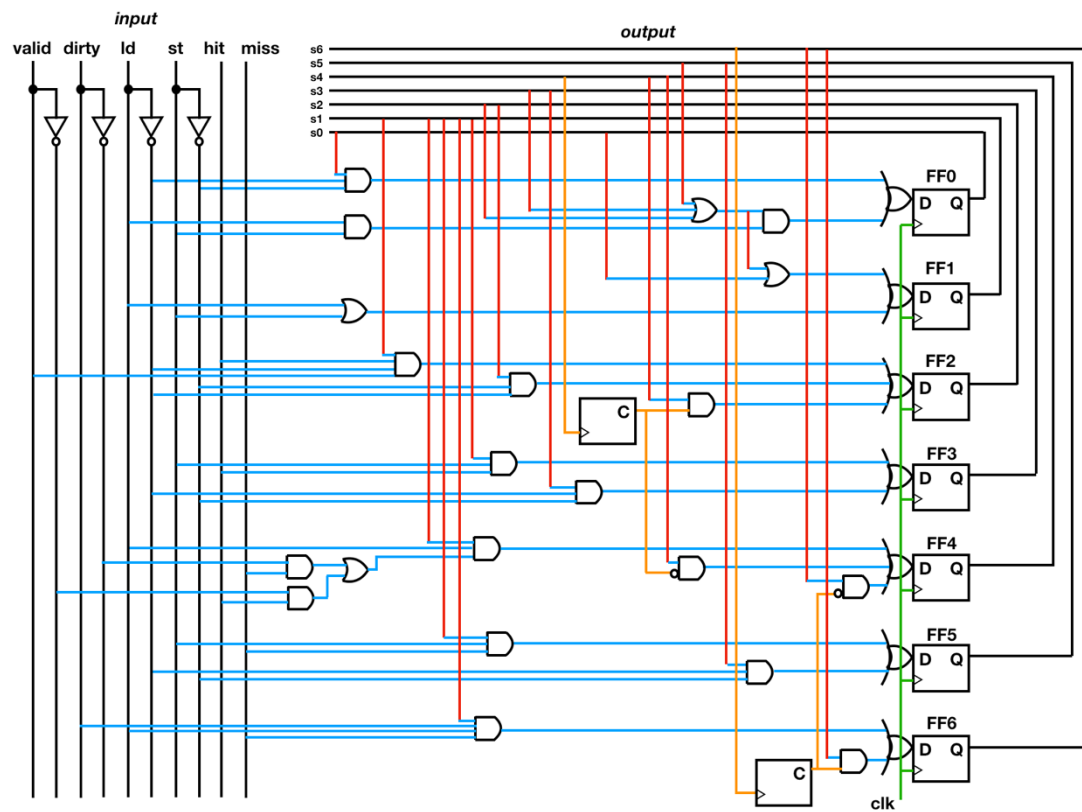 input
valid dirty ld st hit miss
output
s6
s5
s4
s3
s2
s1
s0
FF0
D Q
FF1
D Q
FF2
D Q
C
FF3
D Q
FF4
D Q
FF5
D Q
FF6
D Q
C
clk